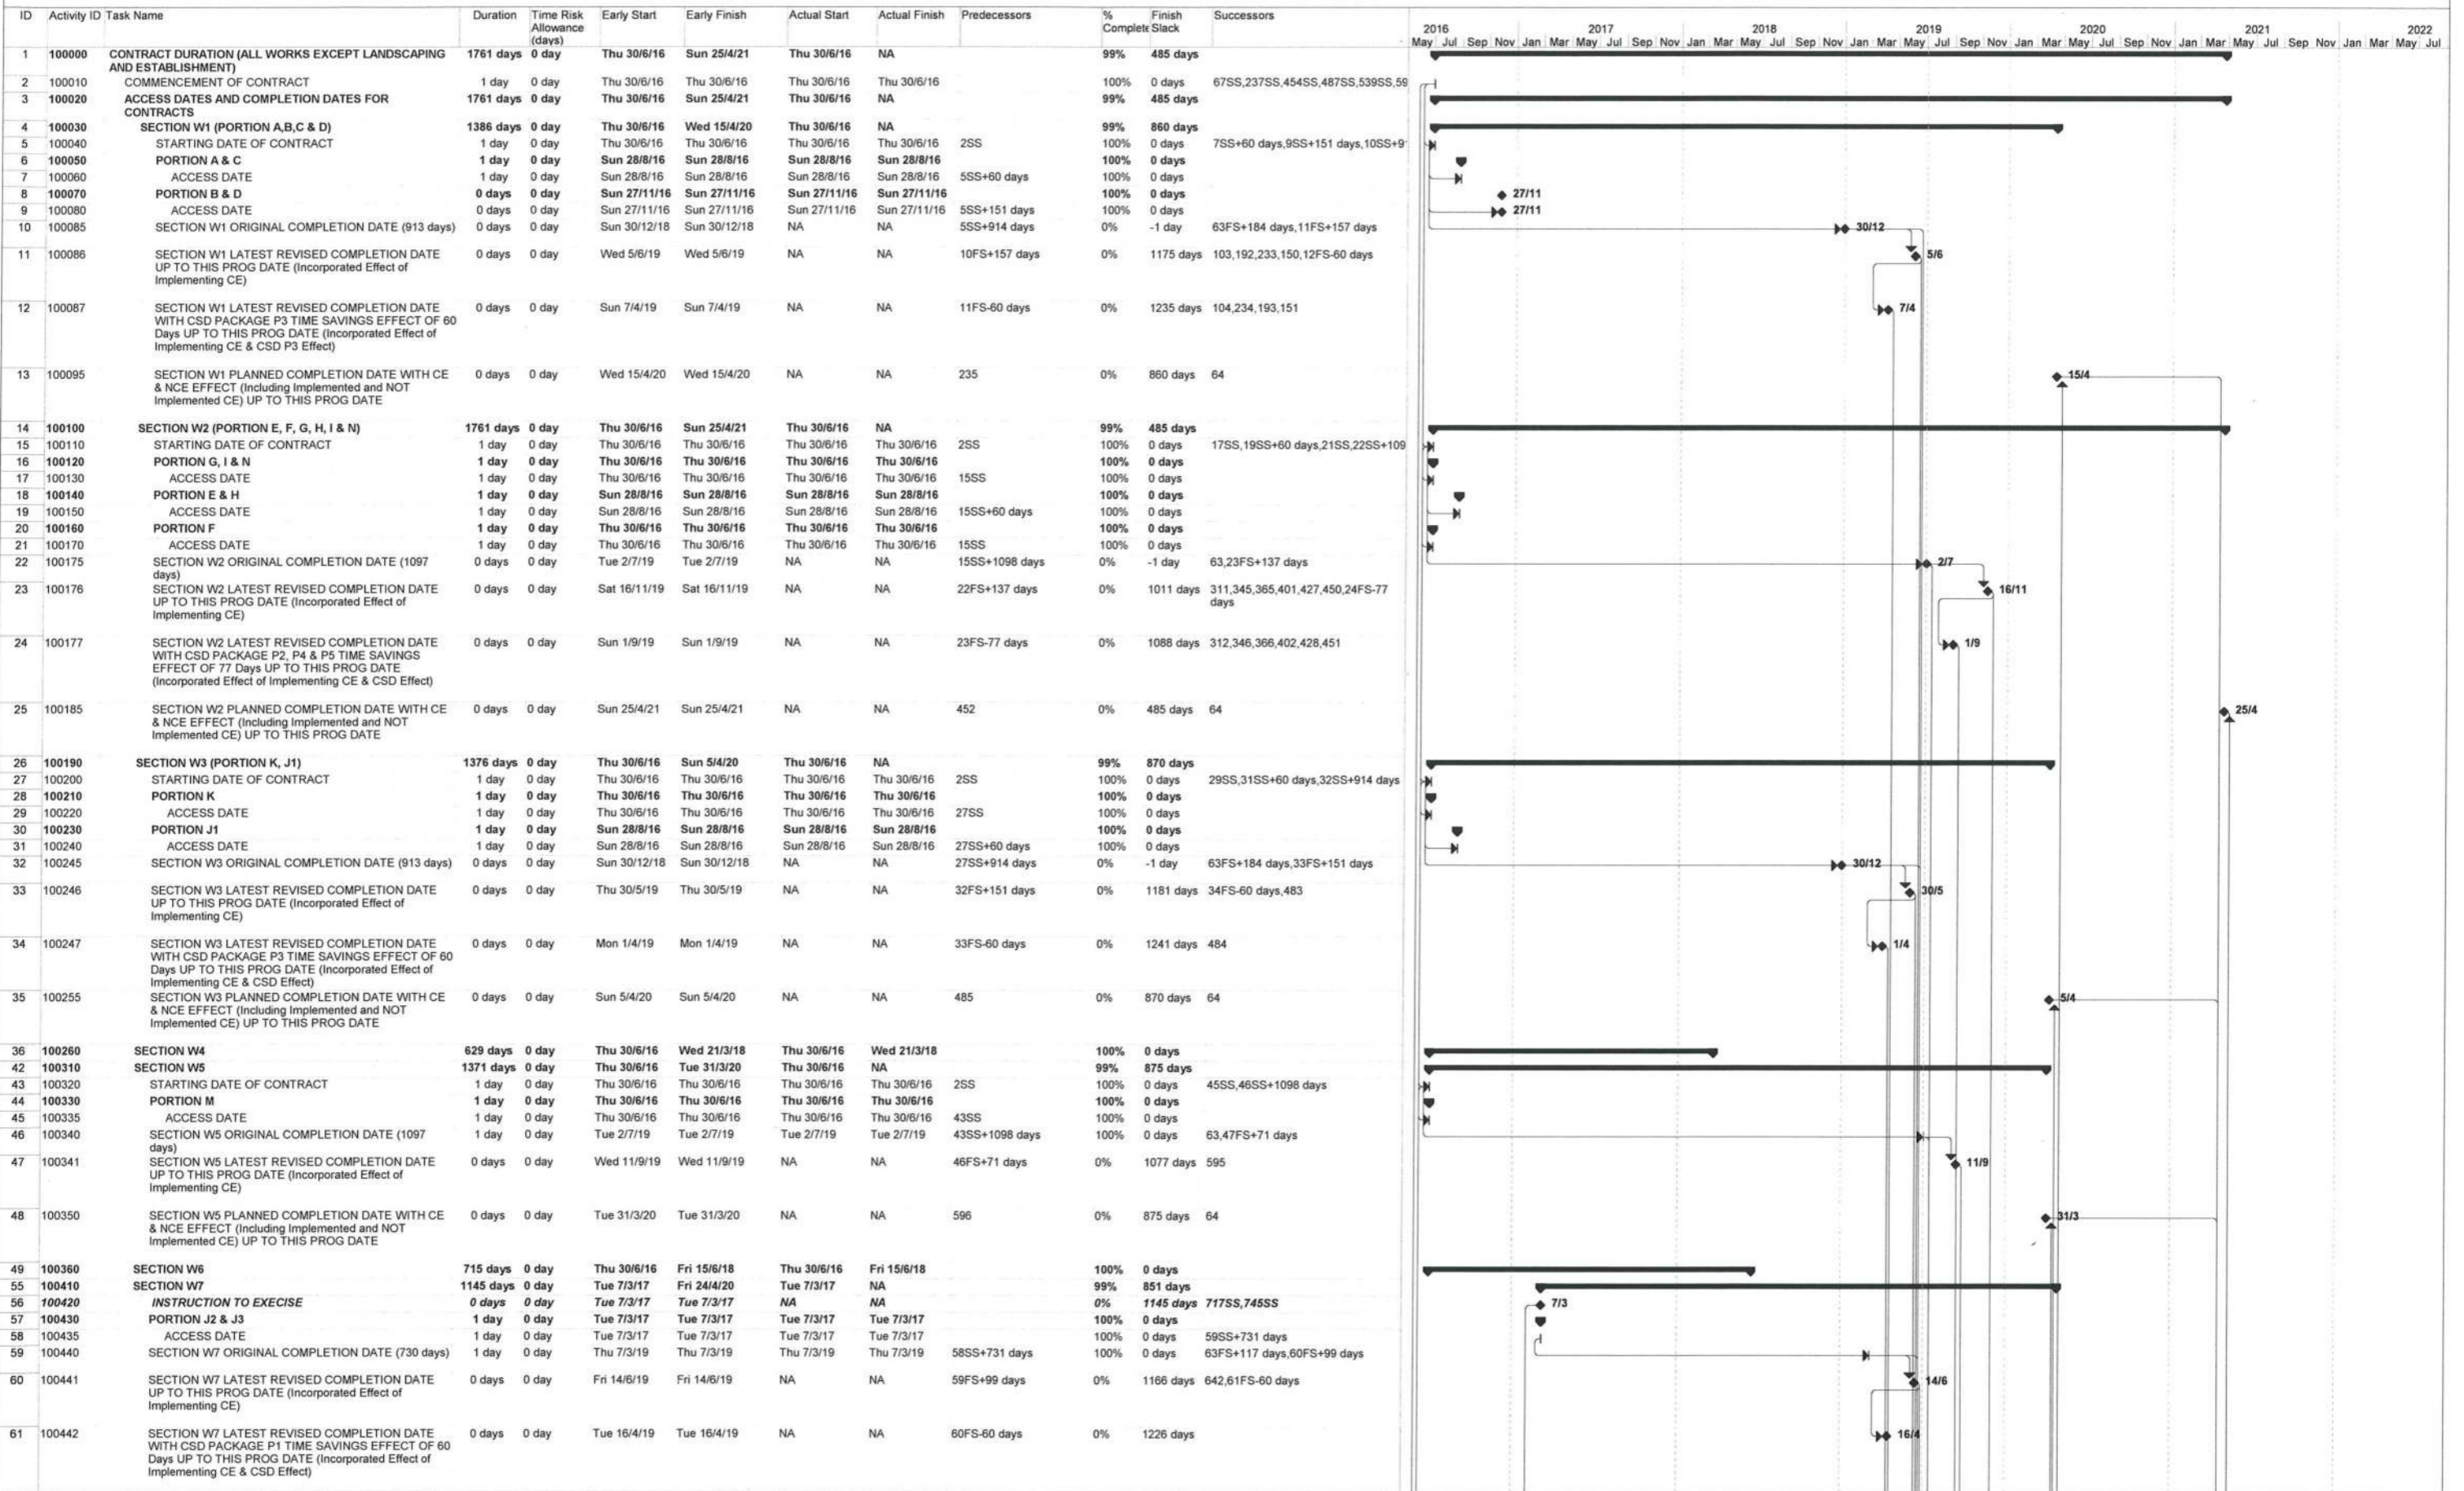 ID Activity ID Task Name Duration Time Risk Early Start Early Finish Actual Start Actual Finish Predecessors % Finish Successors
Allowance Complete Slack
(days)
2016 2017 2018 2019 2020 2021 2022
May Jul Sep Nov Jan Mar May Jul Sep Nov Jan Mar May Jul Sep Nov Jan Mar May Jul Sep Nov Jan Mar May Jul Sep Nov Jan Mar May Jul Sep Nov Jan Mar May Jul
1 100000 CONTRACT DURATION (ALL WORKS EXCEPT LANDSCAPING 1761 days 0 day Thu 30/6/16 Sun 25/4/21 Thu 30/6/16 NA 99% 485 days
AND ESTABLISHMENT)
2 100010 COMMENCEMENT OF CONTRACT 1 day 0 day Thu 30/6/16 Thu 30/6/16 Thu 30/6/16 Thu 30/6/16 100% 0 days 67SS,237SS,454SS,487SS,539SS,59
3 100020 ACCESS DATES AND COMPLETION DATES FOR 1761 days 0 day Thu 30/6/16 Sun 25/4/21 Thu 30/6/16 NA 99% 485 days
CONTRACTS
4 100030 SECTION W1 (PORTION A,B,C & D) 1386 days 0 day Thu 30/6/16 Wed 15/4/20 Thu 30/6/16 NA 99% 860 days
5 100040 STARTING DATE OF CONTRACT 1 day 0 day Thu 30/6/16 Thu 30/6/16 Thu 30/6/16 Thu 30/6/16 2SS 100% 0 days 7SS+60 days,9SS+151 days,10SS+9
6 100050 PORTION A & C 1 day 0 day Sun 28/8/16 Sun 28/8/16 Sun 28/8/16 Sun 28/8/16 100% 0 days
7 100060 ACCESS DATE 1 day 0 day Sun 28/8/16 Sun 28/8/16 Sun 28/8/16 Sun 28/8/16 5SS+60 days 100% 0 days
8 100070 PORTION B & D 0 days 0 day Sun 27/11/16 Sun 27/11/16 Sun 27/11/16 Sun 27/11/16 100% 0 days 27/11
9 100080 ACCESS DATE 0 days 0 day Sun 27/11/16 Sun 27/11/16 Sun 27/11/16 Sun 27/11/16 5SS+151 days 100% 0 days 27/11
10 100085 SECTION W1 ORIGINAL COMPLETION DATE (913 days) 0 days 0 day Sun 30/12/18 Sun 30/12/18 NA NA 5SS+914 days 0% -1 day 63FS+184 days,11FS+157 days 30/12
11 100086 SECTION W1 LATEST REVISED COMPLETION DATE 0 days 0 day Wed 5/6/19 Wed 5/6/19 NA NA 10FS+157 days 0% 1175 days 103,192,233,150,12FS-60 days 5/6
UP TO THIS PROG DATE (Incorporated Effect of
Implementing CE)
12 100087 SECTION W1 LATEST REVISED COMPLETION DATE 0 days 0 day Sun 7/4/19 Sun 7/4/19 NA NA 11FS-60 days 0% 1235 days 104,234,193,151 7/4
WITH CSD PACKAGE P3 TIME SAVINGS EFFECT OF 60
Days UP TO THIS PROG DATE (Incorporated Effect of
Implementing CE & CSD P3 Effect)
13 100095 SECTION W1 PLANNED COMPLETION DATE WITH CE 0 days 0 day Wed 15/4/20 Wed 15/4/20 NA NA 235 0% 860 days 64 15/4
& NCE EFFECT (Including Implemented and NOT
Implemented CE) UP TO THIS PROG DATE
14 100100 SECTION W2 (PORTION E, F, G, H, I & N) 1761 days 0 day Thu 30/6/16 Sun 25/4/21 Thu 30/6/16 NA 99% 485 days
15 100110 STARTING DATE OF CONTRACT 1 day 0 day Thu 30/6/16 Thu 30/6/16 Thu 30/6/16 Thu 30/6/16 2SS 100% 0 days 17SS,19SS+60 days,21SS,22SS+109
16 100120 PORTION G, I & N 1 day 0 day Thu 30/6/16 Thu 30/6/16 Thu 30/6/16 Thu 30/6/16 100% 0 days
17 100130 ACCESS DATE 1 day 0 day Thu 30/6/16 Thu 30/6/16 Thu 30/6/16 Thu 30/6/16 15SS 100% 0 days
18 100140 PORTION E & H 1 day 0 day Sun 28/8/16 Sun 28/8/16 Sun 28/8/16 Sun 28/8/16 100% 0 days
19 100150 ACCESS DATE 1 day 0 day Sun 28/8/16 Sun 28/8/16 Sun 28/8/16 Sun 28/8/16 15SS+60 days 100% 0 days
20 100160 PORTION F 1 day 0 day Thu 30/6/16 Thu 30/6/16 Thu 30/6/16 Thu 30/6/16 100% 0 days
21 100170 ACCESS DATE 1 day 0 day Thu 30/6/16 Thu 30/6/16 Thu 30/6/16 Thu 30/6/16 15SS 100% 0 days
22 100175 SECTION W2 ORIGINAL COMPLETION DATE (1097 0 days 0 day Tue 2/7/19 Tue 2/7/19 NA NA 15SS+1098 days 0% -1 day 63,23FS+137 days 2/7
days)
23 100176 SECTION W2 LATEST REVISED COMPLETION DATE 0 days 0 day Sat 16/11/19 Sat 16/11/19 NA NA 22FS+137 days 0% 1011 days 311,345,365,401,427,450,24FS-77 16/11
UP TO THIS PROG DATE (Incorporated Effect of days
Implementing CE)
24 100177 SECTION W2 LATEST REVISED COMPLETION DATE 0 days 0 day Sun 1/9/19 Sun 1/9/19 NA NA 23FS-77 days 0% 1088 days 312,346,366,402,428,451 1/9
WITH CSD PACKAGE P2, P4 & P5 TIME SAVINGS
EFFECT OF 77 Days UP TO THIS PROG DATE
(Incorporated Effect of Implementing CE & CSD Effect)
25 100185 SECTION W2 PLANNED COMPLETION DATE WITH CE 0 days 0 day Sun 25/4/21 Sun 25/4/21 NA NA 452 0% 485 days 64 25/4
& NCE EFFECT (Including Implemented and NOT
Implemented CE) UP TO THIS PROG DATE
26 100190 SECTION W3 (PORTION K, J1) 1376 days 0 day Thu 30/6/16 Sun 5/4/20 Thu 30/6/16 NA 99% 870 days
27 100200 STARTING DATE OF CONTRACT 1 day 0 day Thu 30/6/16 Thu 30/6/16 Thu 30/6/16 Thu 30/6/16 2SS 100% 0 days 29SS,31SS+60 days,32SS+914 days
28 100210 PORTION K 1 day 0 day Thu 30/6/16 Thu 30/6/16 Thu 30/6/16 Thu 30/6/16 100% 0 days
29 100220 ACCESS DATE 1 day 0 day Thu 30/6/16 Thu 30/6/16 Thu 30/6/16 Thu 30/6/16 27SS 100% 0 days
30 100230 PORTION J1 1 day 0 day Sun 28/8/16 Sun 28/8/16 Sun 28/8/16 Sun 28/8/16 100% 0 days
31 100240 ACCESS DATE 1 day 0 day Sun 28/8/16 Sun 28/8/16 Sun 28/8/16 Sun 28/8/16 27SS+60 days 100% 0 days
32 100245 SECTION W3 ORIGINAL COMPLETION DATE (913 days) 0 days 0 day Sun 30/12/18 Sun 30/12/18 NA NA 27SS+914 days 0% -1 day 63FS+184 days,33FS+151 days 30/12
33 100246 SECTION W3 LATEST REVISED COMPLETION DATE 0 days 0 day Thu 30/5/19 Thu 30/5/19 NA NA 32FS+151 days 0% 1181 days 34FS-60 days,483 30/5
UP TO THIS PROG DATE (Incorporated Effect of
Implementing CE)
34 100247 SECTION W3 LATEST REVISED COMPLETION DATE 0 days 0 day Mon 1/4/19 Mon 1/4/19 NA NA 33FS-60 days 0% 1241 days 484 1/4
WITH CSD PACKAGE P3 TIME SAVINGS EFFECT OF 60
Days UP TO THIS PROG DATE (Incorporated Effect of
Implementing CE & CSD Effect)
35 100255 SECTION W3 PLANNED COMPLETION DATE WITH CE 0 days 0 day Sun 5/4/20 Sun 5/4/20 NA NA 485 0% 870 days 64 5/4
& NCE EFFECT (Including Implemented and NOT
Implemented CE) UP TO THIS PROG DATE
36 100260 SECTION W4 629 days 0 day Thu 30/6/16 Wed 21/3/18 Thu 30/6/16 Wed 21/3/18 100% 0 days
42 100310 SECTION W5 1371 days 0 day Thu 30/6/16 Tue 31/3/20 Thu 30/6/16 NA 99% 875 days
43 100320 STARTING DATE OF CONTRACT 1 day 0 day Thu 30/6/16 Thu 30/6/16 Thu 30/6/16 Thu 30/6/16 2SS 100% 0 days 45SS,46SS+1098 days
44 100330 PORTION M 1 day 0 day Thu 30/6/16 Thu 30/6/16 Thu 30/6/16 Thu 30/6/16 100% 0 days
45 100335 ACCESS DATE 1 day 0 day Thu 30/6/16 Thu 30/6/16 Thu 30/6/16 Thu 30/6/16 43SS 100% 0 days
46 100340 SECTION W5 ORIGINAL COMPLETION DATE (1097 1 day 0 day Tue 2/7/19 Tue 2/7/19 Tue 2/7/19 Tue 2/7/19 43SS+1098 days 100% 0 days 63,47FS+71 days
days)
47 100341 SECTION W5 LATEST REVISED COMPLETION DATE 0 days 0 day Wed 11/9/19 Wed 11/9/19 NA NA 46FS+71 days 0% 1077 days 595 11/9
UP TO THIS PROG DATE (Incorporated Effect of
Implementing CE)
48 100350 SECTION W5 PLANNED COMPLETION DATE WITH CE 0 days 0 day Tue 31/3/20 Tue 31/3/20 NA NA 596 0% 875 days 64 31/3
& NCE EFFECT (Including Implemented and NOT
Implemented CE) UP TO THIS PROG DATE
49 100360 SECTION W6 715 days 0 day Thu 30/6/16 Fri 15/6/18 Thu 30/6/16 Fri 15/6/18 100% 0 days
55 100410 SECTION W7 1145 days 0 day Tue 7/3/17 Fri 24/4/20 Tue 7/3/17 NA 99% 851 days
56 100420 INSTRUCTION TO EXECISE 0 days 0 day Tue 7/3/17 Tue 7/3/17 NA NA 0% 1145 days 717SS,745SS 7/3
57 100430 PORTION J2 & J3 1 day 0 day Tue 7/3/17 Tue 7/3/17 Tue 7/3/17 Tue 7/3/17 100% 0 days
58 100435 ACCESS DATE 1 day 0 day Tue 7/3/17 Tue 7/3/17 Tue 7/3/17 Tue 7/3/17 100% 0 days 59SS+731 days
59 100440 SECTION W7 ORIGINAL COMPLETION DATE (730 days) 1 day 0 day Thu 7/3/19 Thu 7/3/19 Thu 7/3/19 Thu 7/3/19 58SS+731 days 100% 0 days 63FS+117 days,60FS+99 days
60 100441 SECTION W7 LATEST REVISED COMPLETION DATE 0 days 0 day Fri 14/6/19 Fri 14/6/19 NA NA 59FS+99 days 0% 1166 days 642,61FS-60 days 14/6
UP TO THIS PROG DATE (Incorporated Effect of
Implementing CE)
61 100442 SECTION W7 LATEST REVISED COMPLETION DATE 0 days 0 day Tue 16/4/19 Tue 16/4/19 NA NA 60FS-60 days 0% 1226 days 16/4
WITH CSD PACKAGE P1 TIME SAVINGS EFFECT OF 60
Days UP TO THIS PROG DATE (Incorporated Effect of
Implementing CE & CSD Effect)